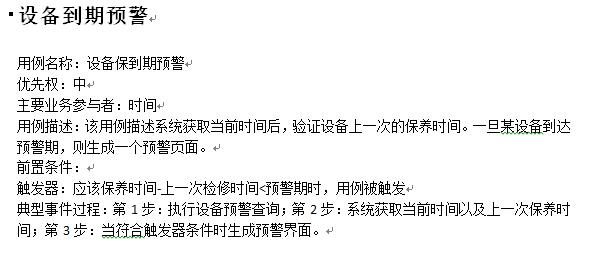 设备到期预警
用例名称：设备保到期预警
优先权：中
主要业务参与者：时间
用例描述：该用例描述系统获取当前时间后，验证设备上一次的保养时间。一旦某设备到达
预警期，则生成一个预警页面。
前置条件：
触发器：应该保养时间-上一次检修时间<预警期时，用例被触发
典型事件过程：第 1 步：执行设备预警查询；第 2 步：系统获取当前时间以及上一次保养时
间；第 3 步：当符合触发器条件时生成预警界面。